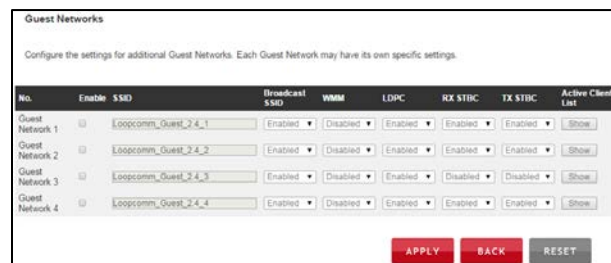 Guest Networks
Configure the settings for additional Guest Networks. Each Guest Network may have its own specific settings.
No. Enable SSID Broadcast SSID WMM LDPC RX STBC TX STBC Active Client List
Guest Network 1 Loopcomm_Guest_2.4_1 Enabled Disabled Enabled Enabled Enabled Show
Guest Network 2 Loopcomm_Guest_2.4_2 Enabled Disabled Enabled Enabled Enabled Show
Guest Network 3 Loopcomm_Guest_2.4_3 Enabled Disabled Enabled Disabled Disabled Show
Guest Network 4 Loopcomm_Guest_2.4_4 Enabled Disabled Enabled Enabled Enabled Show
APPLY BACK RESET